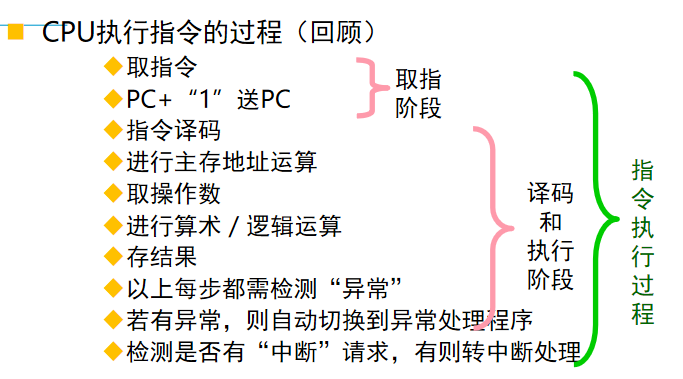 CPU执行指令的过程（回顾）
取指令
PC+“1”送PC
指令译码
进行主存地址运算
取操作数
进行算术 / 逻辑运算
存结果
以上每步都需检测“异常”
若有异常，则自动切换到异常处理程序
检测是否有“中断”请求，有则转中断处理
取指
阶段
译码
和
执行
阶段
指
令
执
行
过
程